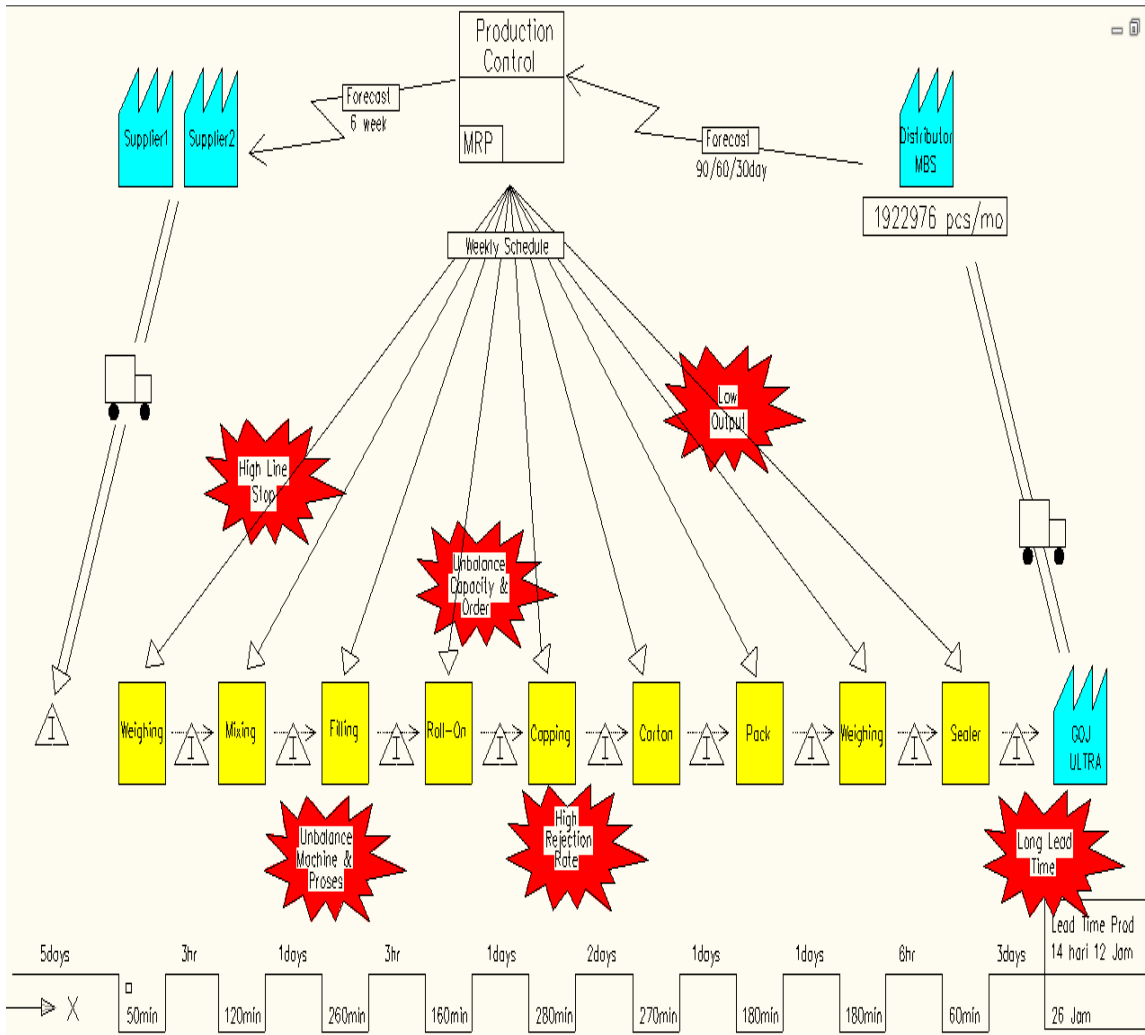 Production
Control
MRP
Forecast
6 week
Forecast
90/60/30day
Supplier1
Supplier2
Distributor
MBS
1922976 pcs/mo
Weekly Schedule
Low
Output
High Line
Stop
Unbalance
Capacity &
Order
I
Weighing
I
Mixing
I
Filling
I
Roll-On
I
Capping
I
Carton
I
Pack
I
Weighing
I
Sealer
I
GOJ
ULTRA
Unbalance
Machine &
Proses
High
Rejection
Rate
Long Lead
Time
5days
3hr
1days
3hr
1days
2days
1days
1days
6hr
3days
Lead Time Prod
14 hari 12 Jam
X
50min
120min
260min
160min
280min
270min
180min
180min
60min
26 Jam